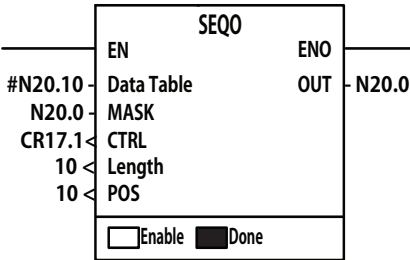 SEQO
EN ENO
#N20.10 Data Table OUT N20.0
N20.0 MASK
CR17.1 CTRL
10 Length
10 POS
Enable Done